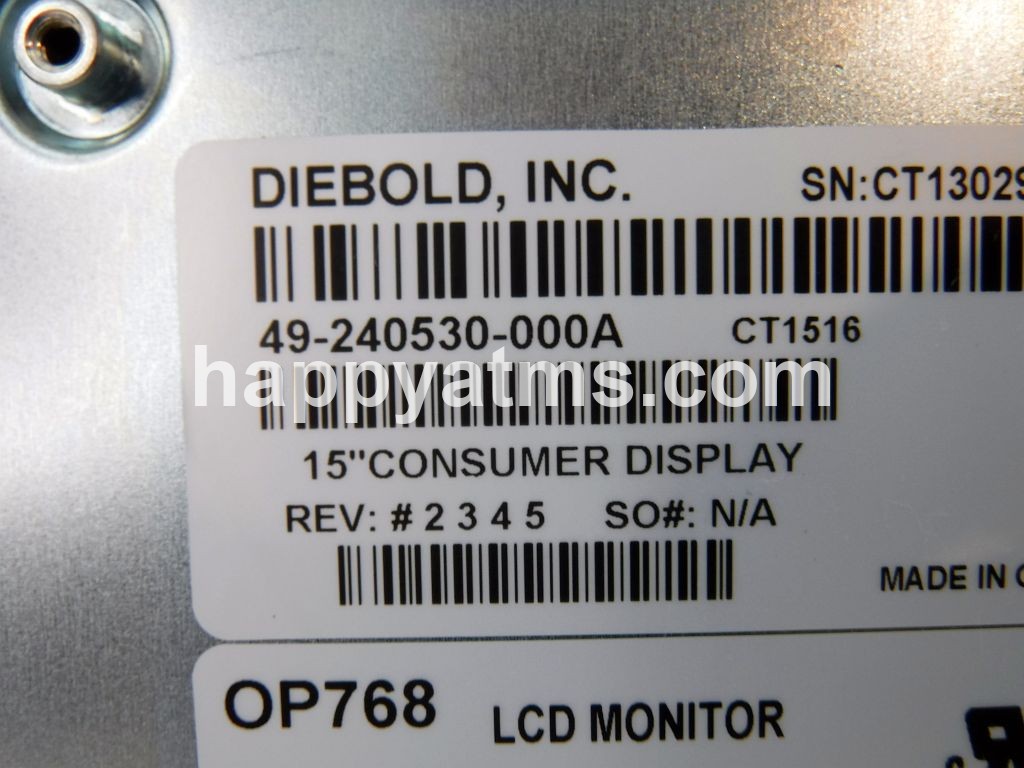 DIEBOLD, INC. SN:CT1302
49-240530-000A CT1516
happyatms.com
15"CONSUMER DISPLAY
REV: # 2 3 4 5 SO#: N/A
MADE IN
OP768 LCD MONITOR